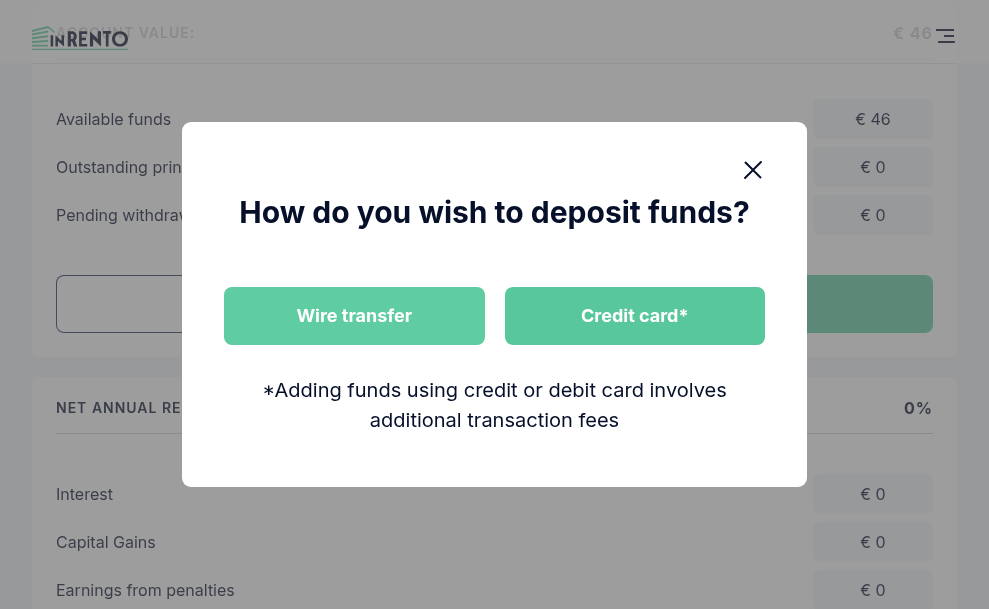 ACCOUNT VALUE:
€ 46
INRENTO
Available funds
€ 46
Outstanding prin
€ 0
Pending withdraw
€ 0
How do you wish to deposit funds?
Wire transfer
Credit card*
*Adding funds using credit or debit card involves
additional transaction fees
NET ANNUAL RE
0%
Interest
€ 0
Capital Gains
€ 0
Earnings from penalties
€ 0